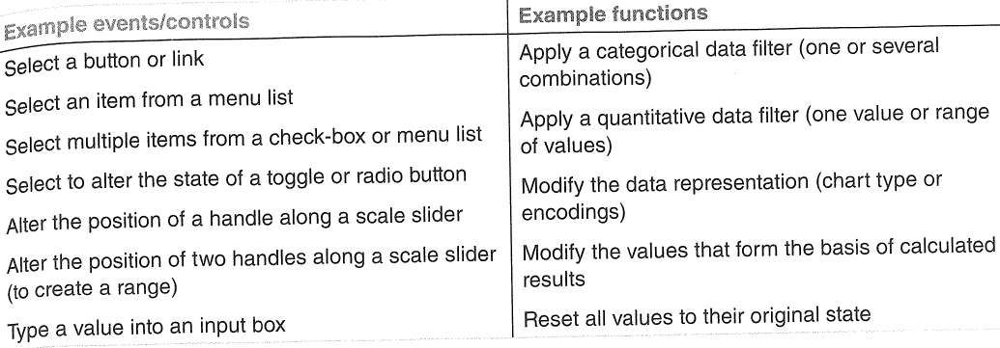 Example events/controls
Select a button or link
Select an item from a menu list
Select multiple items from a check-box or menu list
Select to alter the state of a toggle or radio button
Alter the position of a handle along a scale slider
Alter the position of two handles along a scale slider
(to create a range)
Type a value into an input box
Example functions
Apply a categorical data filter (one or several
combinations)
Apply a quantitative data filter (one value or range
of values)
Modify the data representation (chart type or
encodings)
Modify the values that form the basis of calculated
results
Reset all values to their original state